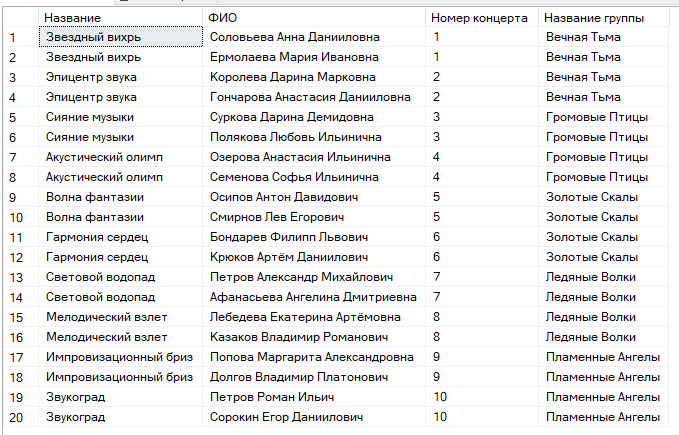 Название ФИО Номер концерта Название группы
1 Звездный вихрь Соловьева Анна Данииловна 1 Вечная Тьма
2 Звездный вихрь Ермолаева Мария Ивановна 1 Вечная Тьма
3 Эпицентр звука Королева Дарина Марковна 2 Вечная Тьма
4 Эпицентр звука Гончарова Анастасия Данииловна 2 Вечная Тьма
5 Сияние музыки Суркова Дарина Демидовна 3 Громовые Птицы
6 Сияние музыки Полякова Любовь Ильинична 3 Громовые Птицы
7 Акустический олимп Озерова Анастасия Ильинична 4 Громовые Птицы
8 Акустический олимп Семенова Софья Ильинична 4 Громовые Птицы
9 Волна фантазии Осипов Антон Давидович 5 Золотые Скалы
10 Волна фантазии Смирнов Лев Егорович 5 Золотые Скалы
11 Гармония сердец Бондарев Филипп Львович 6 Золотые Скалы
12 Гармония сердец Крюков Артём Даниилович 6 Золотые Скалы
13 Световой водопад Петров Александр Михайлович 7 Ледяные Волки
14 Световой водопад Афанасьева Ангелина Дмитриевна 7 Ледяные Волки
15 Мелодический взлет Лебедева Екатерина Артёмовна 8 Ледяные Волки
16 Мелодический взлет Казаков Владимир Романович 8 Ледяные Волки
17 Импровизационный бриз Попова Маргарита Александровна 9 Пламенные Ангелы
18 Импровизационный бриз Долгов Владимир Платонович 9 Пламенные Ангелы
19 Звукоград Петров Роман Ильич 10 Пламенные Ангелы
20 Звукоград Сорокин Егор Даниилович 10 Пламенные Ангелы